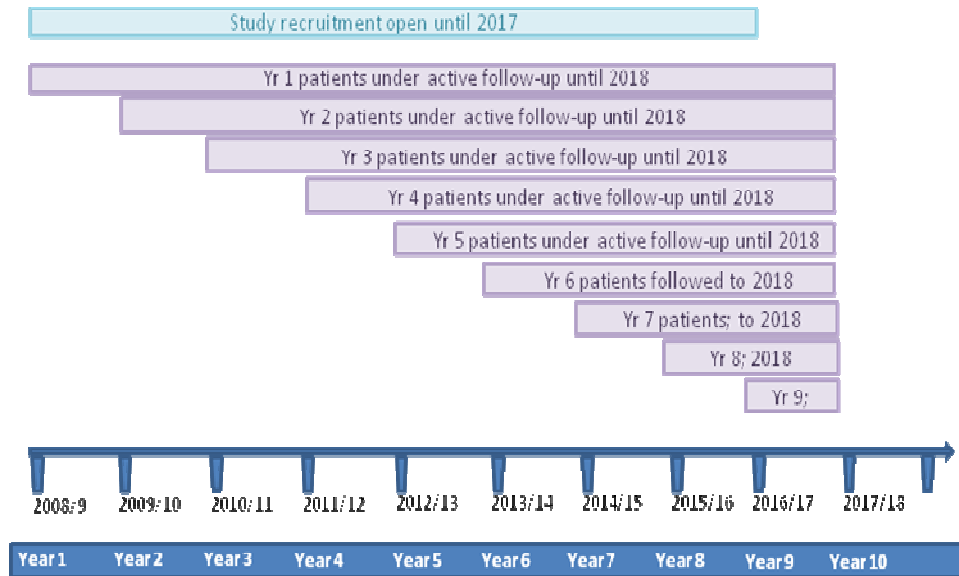 Study recruitment open until 2017
Yr 1 patients under active follow-up until 2018
Yr 2 patients under active follow-up until 2018
Yr 3 patients under active follow-up until 2018
Yr 4 patients under active follow-up until 2018
Yr 5 patients under active follow-up until 2018
Yr 6 patients followed to 2018
Yr 7 patients; to 2018
Yr 8; 2018
Yr 9;
2008/9 2009/10 2010/11 2011/12 2012/13 2013/14 2014/15 2015/16 2016/17 2017/18
Year 1 Year 2 Year 3 Year 4 Year 5 Year 6 Year 7 Year 8 Year 9 Year 10